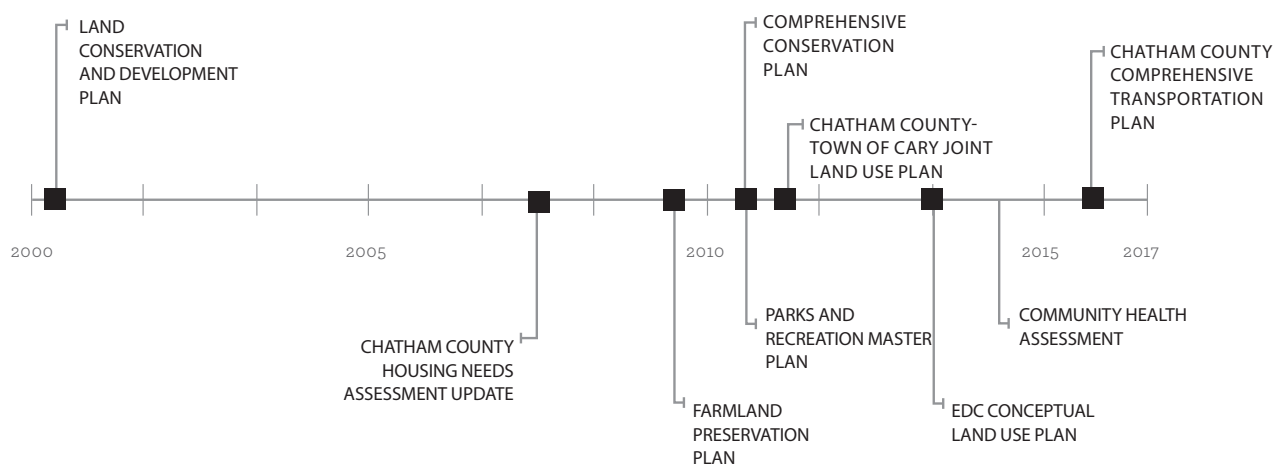 LAND
CONSERVATION
AND DEVELOPMENT
PLAN
COMPREHENSIVE
CONSERVATION
PLAN
CHATHAM COUNTY-
TOWN OF CARY JOINT
LAND USE PLAN
CHATHAM COUNTY
COMPREHENSIVE
TRANSPORTATION
PLAN
2000
2005
2010
2015
2017
CHATHAM COUNTY
HOUSING NEEDS
ASSESSMENT UPDATE
FARMLAND
PRESERVATION
PLAN
PARKS AND
RECREATION MASTER
PLAN
EDC CONCEPTUAL
LAND USE PLAN
COMMUNITY HEALTH
ASSESSMENT